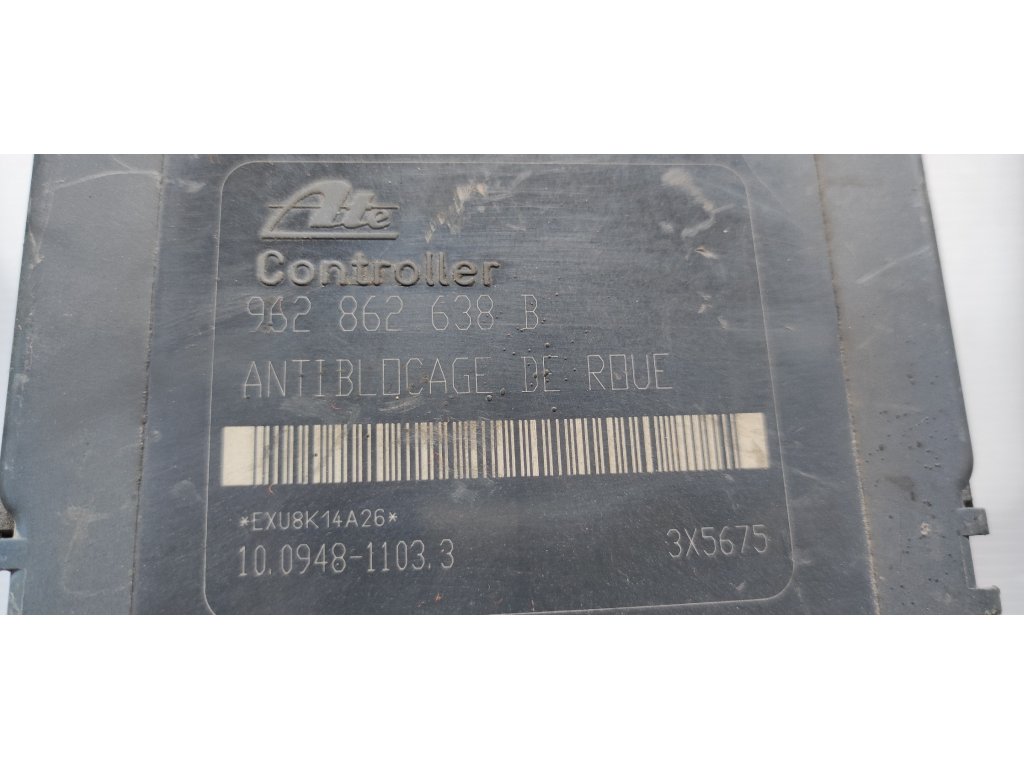 Ate
Controller
962 862 638 B
ANTIBLOCAGE DE ROUE
*EXU8K14A26*
10.0948-1103.3 3X5675